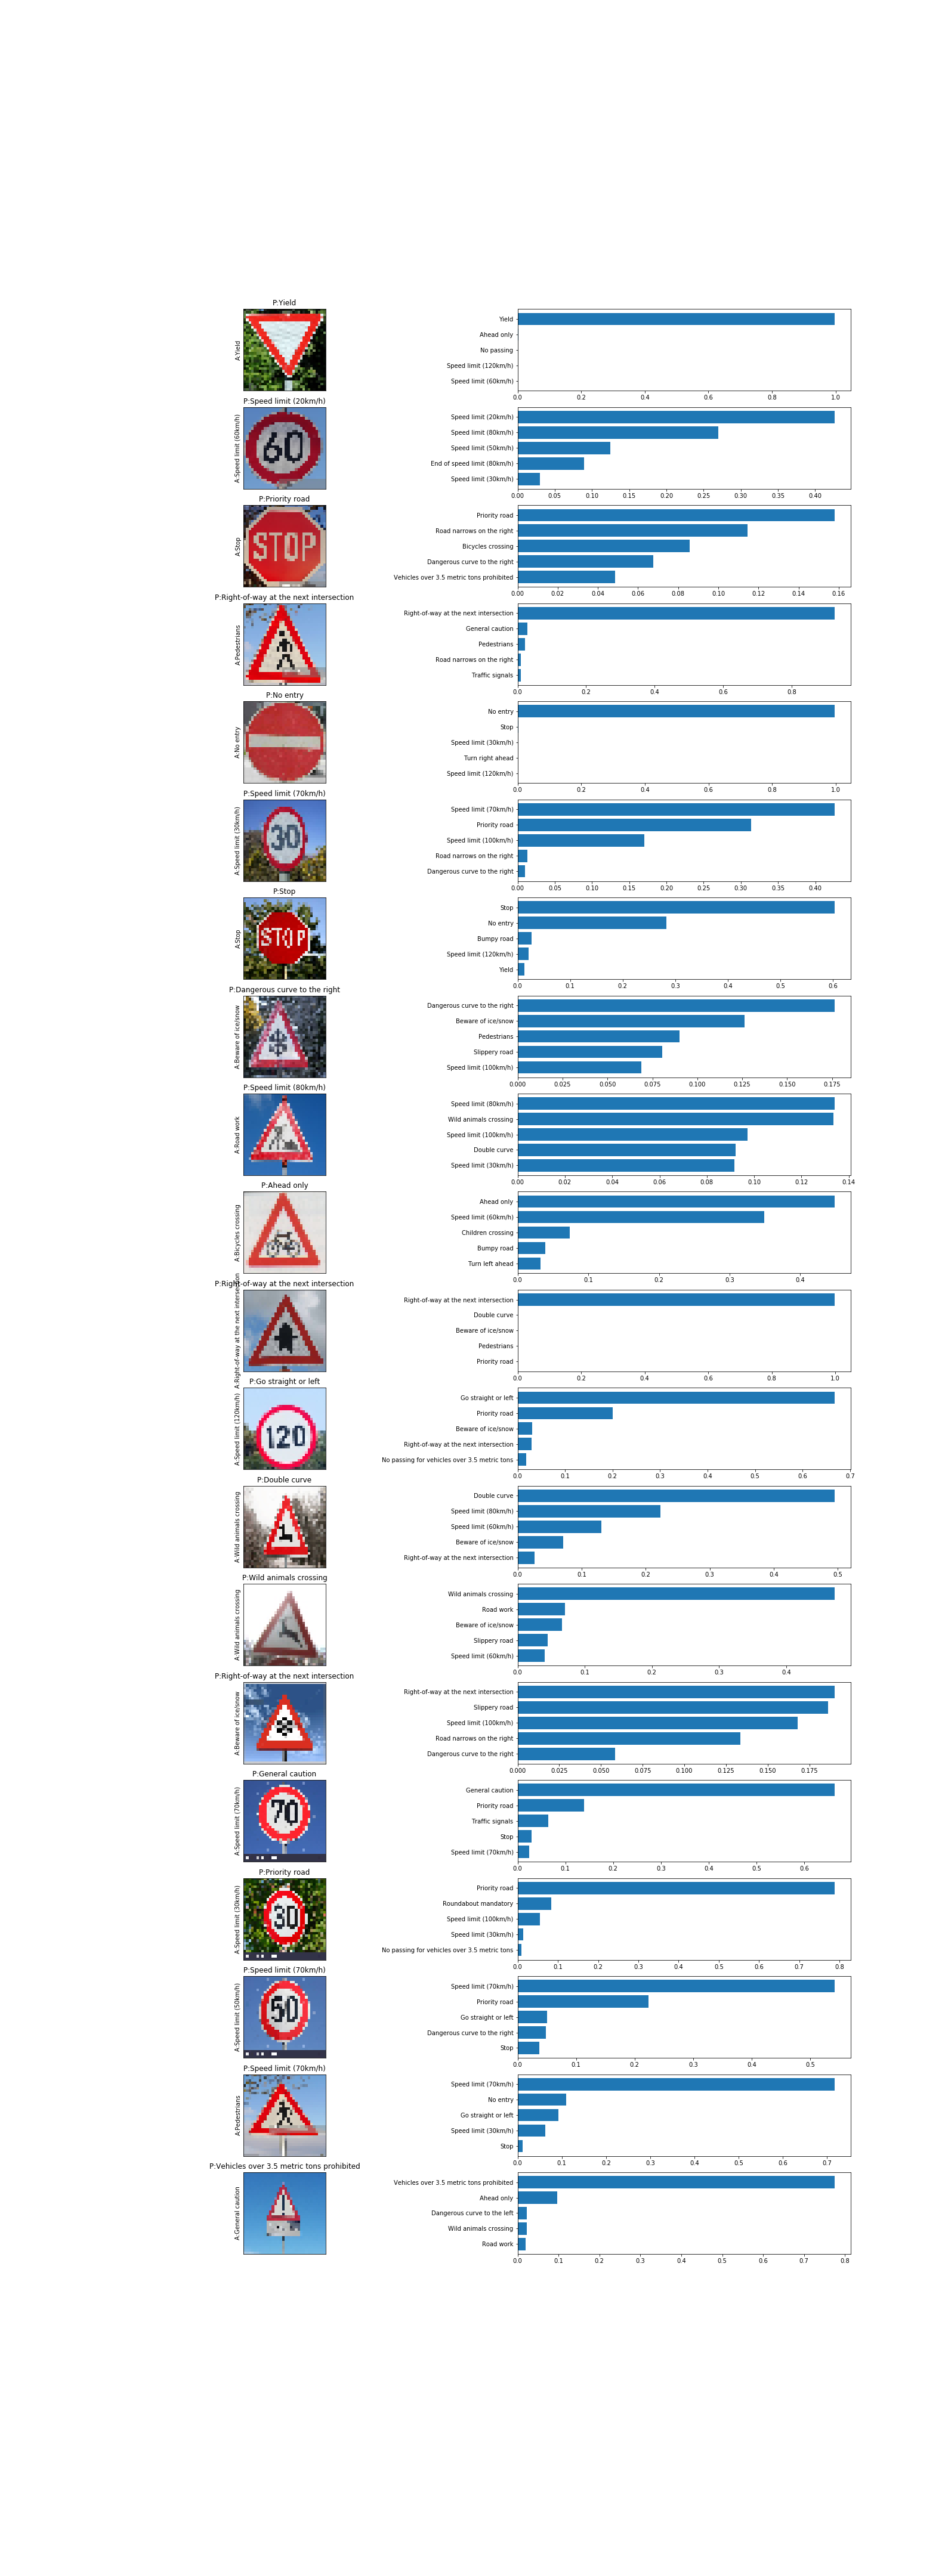 P:Yield
A:Yield
Yield
Ahead only
No passing
Speed limit (120km/h)
Speed limit (60km/h)
0.0 0.2 0.4 0.6 0.8 1.0
P:Speed limit (20km/h)
A:Speed limit (60km/h)
60
Speed limit (20km/h)
Speed limit (80km/h)
Speed limit (50km/h)
End of speed limit (80km/h)
Speed limit (30km/h)
0.00 0.05 0.10 0.15 0.20 0.25 0.30 0.35 0.40
P:Priority road
A:Stop
STOP
Priority road
Road narrows on the right
Bicycles crossing
Dangerous curve to the right
Vehicles over 3.5 metric tons prohibited
0.00 0.02 0.04 0.06 0.08 0.10 0.12 0.14 0.16
P:Right-of-way at the next intersection
A:Pedestrians
Right-of-way at the next intersection
General caution
Pedestrians
Road narrows on the right
Traffic signals
0.0 0.2 0.4 0.6 0.8
P:No entry
A:No entry
No entry
Stop
Speed limit (30km/h)
Turn right ahead
Speed limit (120km/h)
0.0 0.2 0.4 0.6 0.8 1.0
P:Speed limit (70km/h)
A:Speed limit (30km/h)
30
Speed limit (70km/h)
Priority road
Speed limit (100km/h)
Road narrows on the right
Dangerous curve to the right
0.00 0.05 0.10 0.15 0.20 0.25 0.30 0.35 0.40
P:Stop
A:Stop
STOP
Stop
No entry
Bumpy road
Speed limit (120km/h)
Yield
0.0 0.1 0.2 0.3 0.4 0.5 0.6
P:Dangerous curve to the right
A:Beware of ice/snow
Dangerous curve to the right
Beware of ice/snow
Pedestrians
Slippery road
Speed limit (100km/h)
0.000 0.025 0.050 0.075 0.100 0.125 0.150 0.175
P:Speed limit (80km/h)
A:Road work
Speed limit (80km/h)
Wild animals crossing
Speed limit (100km/h)
Double curve
Speed limit (30km/h)
0.00 0.02 0.04 0.06 0.08 0.10 0.12 0.14
P:Ahead only
A:Bicycles crossing
Ahead only
Speed limit (60km/h)
Children crossing
Bumpy road
Turn left ahead
0.0 0.1 0.2 0.3 0.4
P:Right-of-way at the next intersection
A:Right-of-way at the next intersection
Right-of-way at the next intersection
Double curve
Beware of ice/snow
Pedestrians
Priority road
0.0 0.2 0.4 0.6 0.8 1.0
P:Go straight or left
A:Speed limit (120km/h)
120
Go straight or left
Priority road
Beware of ice/snow
Right-of-way at the next intersection
No passing for vehicles over 3.5 metric tons
0.0 0.1 0.2 0.3 0.4 0.5 0.6 0.7
P:Double curve
A:Wild animals crossing
Double curve
Speed limit (80km/h)
Speed limit (60km/h)
Beware of ice/snow
Right-of-way at the next intersection
0.0 0.1 0.2 0.3 0.4 0.5
P:Wild animals crossing
A:Wild animals crossing
Wild animals crossing
Road work
Beware of ice/snow
Slippery road
Speed limit (60km/h)
0.0 0.1 0.2 0.3 0.4
P:Right-of-way at the next intersection
A:Beware of ice/snow
Right-of-way at the next intersection
Slippery road
Speed limit (100km/h)
Road narrows on the right
Dangerous curve to the right
0.000 0.025 0.050 0.075 0.100 0.125 0.150 0.175
P:General caution
A:Speed limit (70km/h)
70
General caution
Priority road
Traffic signals
Stop
Speed limit (70km/h)
0.0 0.1 0.2 0.3 0.4 0.5 0.6
P:Priority road
A:Speed limit (30km/h)
30
Priority road
Roundabout mandatory
Speed limit (100km/h)
Speed limit (30km/h)
No passing for vehicles over 3.5 metric tons
0.0 0.1 0.2 0.3 0.4 0.5 0.6 0.7 0.8
P:Speed limit (70km/h)
A:Speed limit (50km/h)
50
Speed limit (70km/h)
Priority road
Go straight or left
Dangerous curve to the right
Stop
0.0 0.1 0.2 0.3 0.4 0.5
P:Speed limit (70km/h)
A:Pedestrians
Speed limit (70km/h)
No entry
Go straight or left
Speed limit (30km/h)
Stop
0.0 0.1 0.2 0.3 0.4 0.5 0.6 0.7
P:Vehicles over 3.5 metric tons prohibited
A:General caution
Vehicles over 3.5 metric tons prohibited
Ahead only
Dangerous curve to the left
Wild animals crossing
Road work
0.0 0.1 0.2 0.3 0.4 0.5 0.6 0.7 0.8